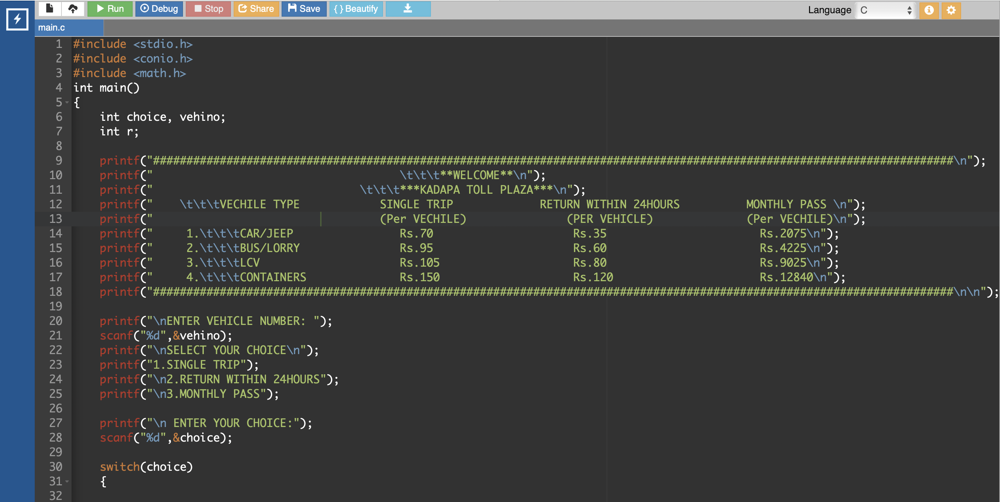 Run Debug Stop Share Save { } Beautify Language C
main.c
1 #include <stdio.h>
2 #include <conio.h>
3 #include <math.h>
4 int main()
5 {
6     int choice, vehino;
7     int r;
8
9     printf("############################################################################################################################\n");
10     printf("                                     \t\t\t**WELCOME**\n");
11     printf("                               \t\t\t***KADAPA TOLL PLAZA***\n");
12     printf("    \t\t\tVECHILE TYPE            SINGLE TRIP             RETURN WITHIN 24HOURS          MONTHLY PASS \n");
13     printf("                                  (Per VECHILE)               (PER VEHICLE)              (Per VECHILE)\n");
14     printf("     1.\t\t\tCAR/JEEP                Rs.70                     Rs.35                       Rs.2075\n");
15     printf("     2.\t\t\tBUS/LORRY               Rs.95                     Rs.60                       Rs.4225\n");
16     printf("     3.\t\t\tLCV                     Rs.105                    Rs.80                       Rs.9025\n");
17     printf("     4.\t\t\tCONTAINERS              Rs.150                    Rs.120                      Rs.12840\n");
18     printf("############################################################################################################################\n\n");
19
20     printf("\nENTER VEHICLE NUMBER: ");
21     scanf("%d",&vehino);
22     printf("\nSELECT YOUR CHOICE\n");
23     printf("1.SINGLE TRIP");
24     printf("\n2.RETURN WITHIN 24HOURS");
25     printf("\n3.MONTHLY PASS");
26
27     printf("\n ENTER YOUR CHOICE:");
28     scanf("%d",&choice);
29
30     switch(choice)
31     {
32